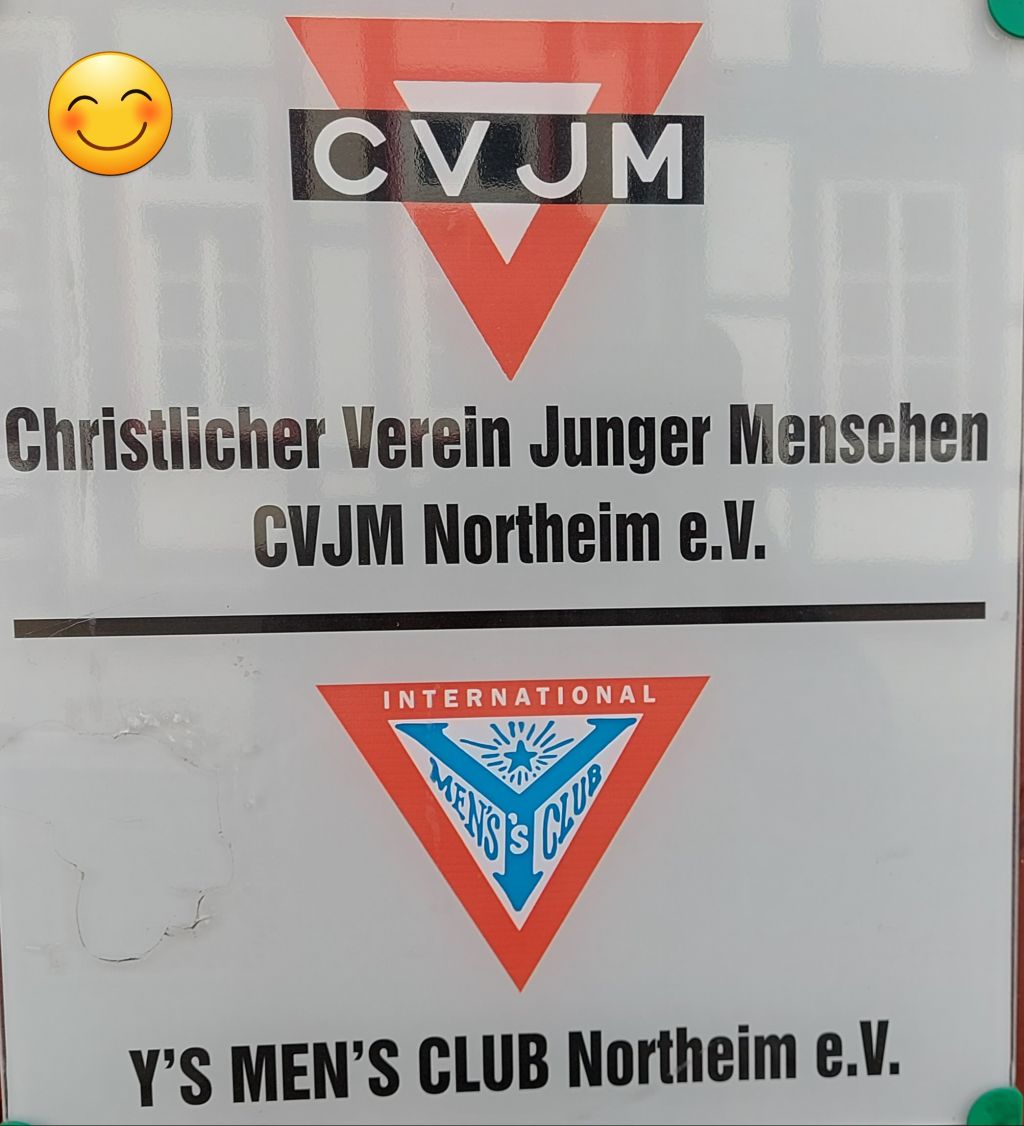 CVJM
Christlicher Verein Junger Menschen
CVJM Northeim e.V.
INTERNATIONAL
Y'S MEN'S CLUB
Y'S MEN'S CLUB Northeim e.V.